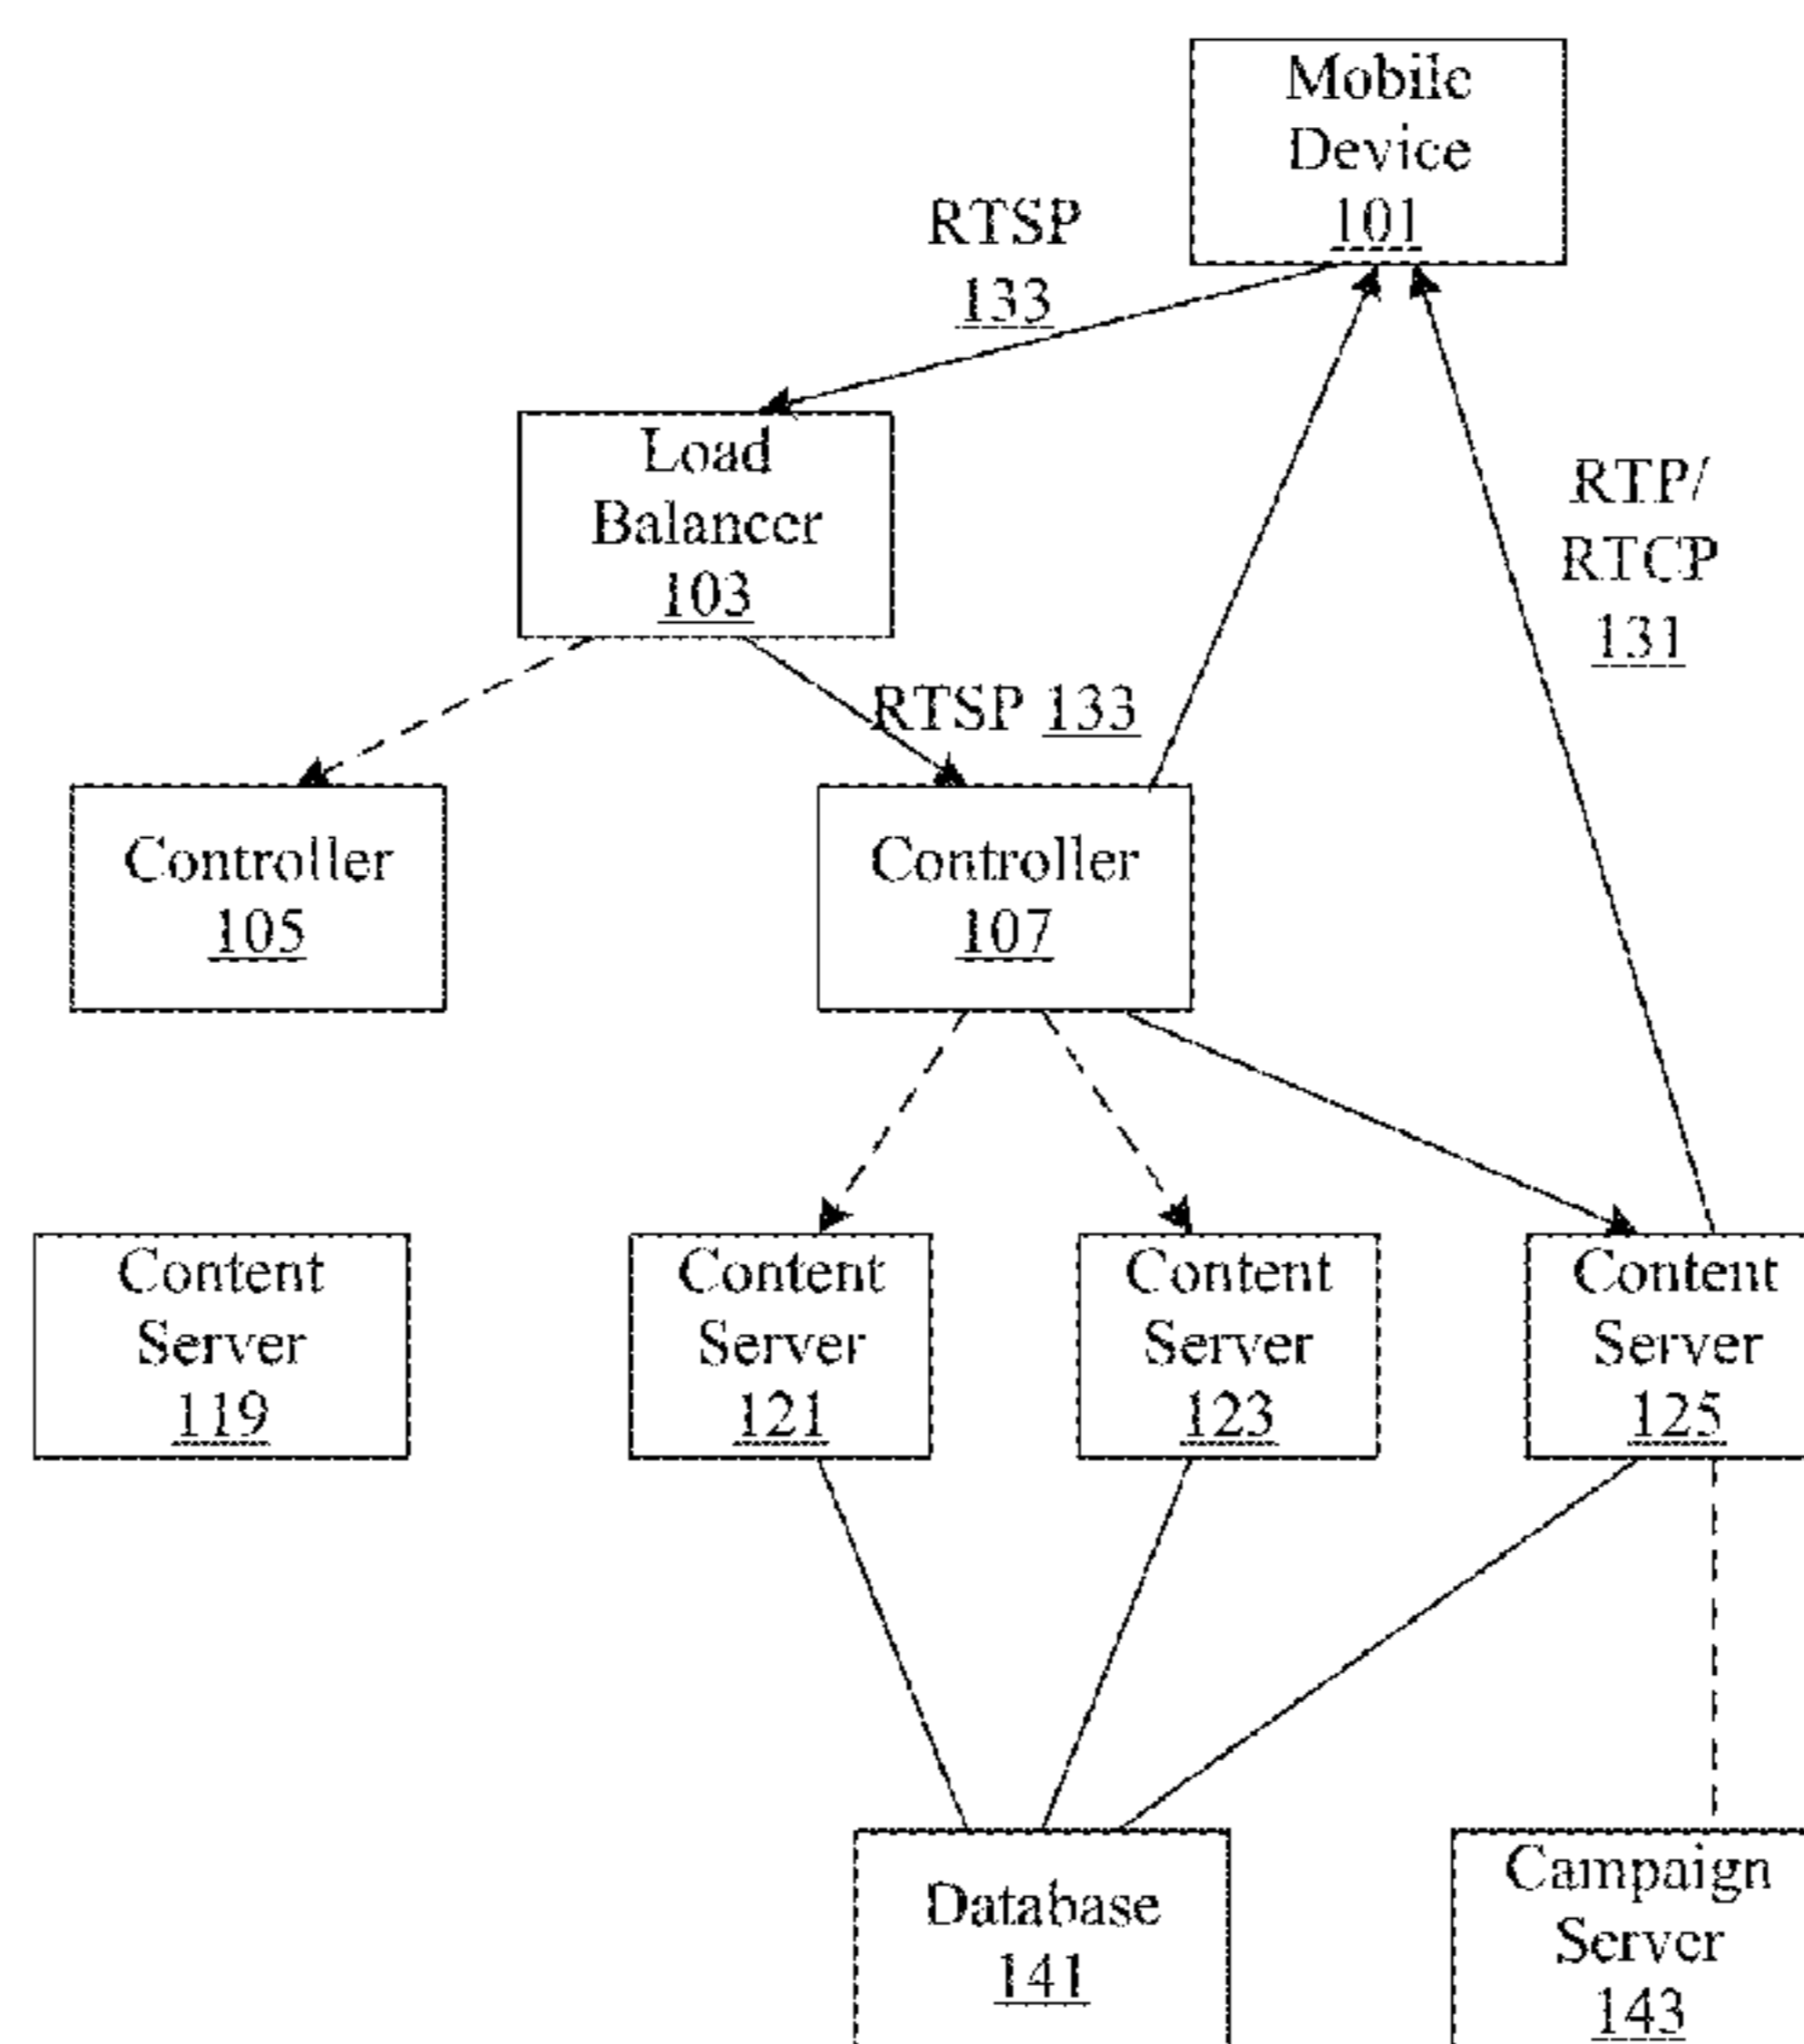 Mobile
Device
101
RTSP
133
Load
Balancer
103
RTP/
RTCP
131
RTSP 133
Controller
105
Controller
107
Content
Server
119
Content
Server
121
Content
Server
123
Content
Server
125
Database
141
Campaign
Server
143